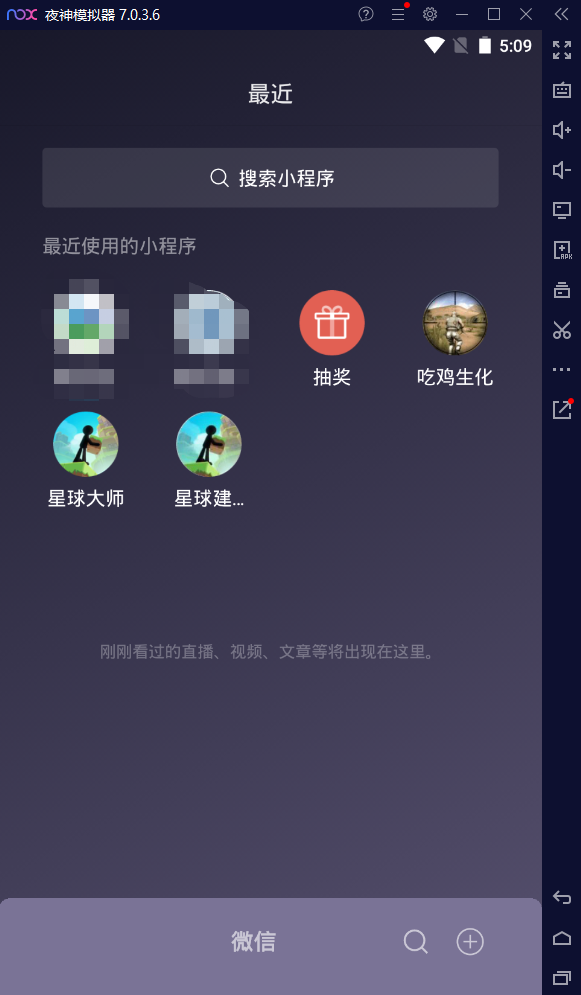 nox 夜神模拟器 7.0.3.6
5:09
最近
搜索小程序
最近使用的小程序
抽奖
吃鸡生化
星球大师
星球建...
刚刚看过的直播、视频、文章等将出现在这里。
微信
APK